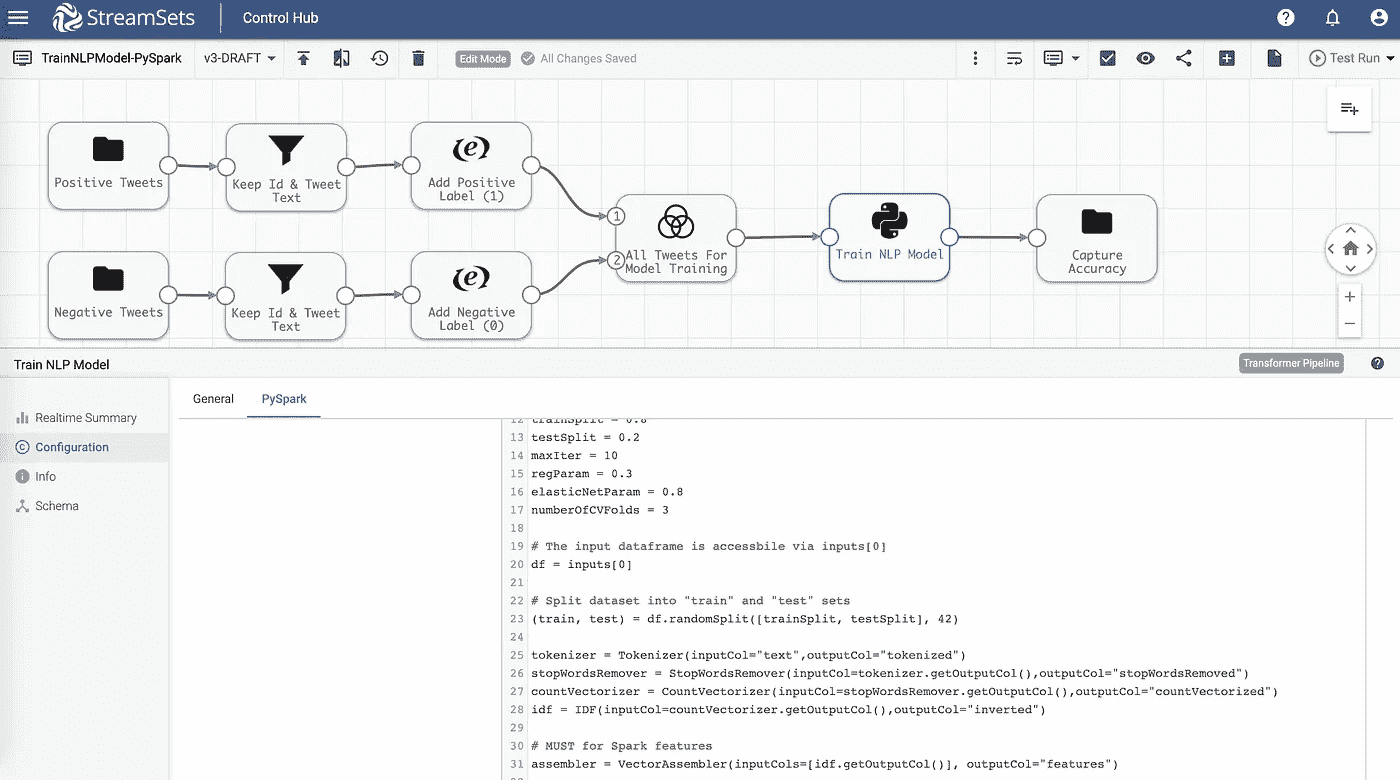 StreamSets
Control Hub
TrainNLPModel-PySpark
v3-DRAFT
Edit Mode
All Changes Saved
Test Run
Positive Tweets
Keep Id & Tweet
Text
Add Positive
Label (1)
Negative Tweets
Keep Id & Tweet
Text
Add Negative
Label (0)
1
2
All Tweets For
Model Training
Train NLP Model
Capture
Accuracy
Train NLP Model
Transformer Pipeline
Realtime Summary
Configuration
Info
Schema
General
PySpark
12 trainSplit = 0.8
13 testSplit = 0.2
14 maxIter = 10
15 regParam = 0.3
16 elasticNetParam = 0.8
17 numberOfCVFolds = 3
18
19 # The input dataframe is accessbile via inputs[0]
20 df = inputs[0]
21
22 # Split dataset into "train" and "test" sets
23 (train, test) = df.randomSplit([trainSplit, testSplit], 42)
24
25 tokenizer = Tokenizer(inputCol="text",outputCol="tokenized")
26 stopWordsRemover = StopWordsRemover(inputCol=tokenizer.getOutputCol(),outputCol="stopWordsRemoved")
27 countVectorizer = CountVectorizer(inputCol=stopWordsRemover.getOutputCol(),outputCol="countVectorized")
28 idf = IDF(inputCol=countVectorizer.getOutputCol(),outputCol="inverted")
29
30 # MUST for Spark features
31 assembler = VectorAssembler(inputCols=[idf.getOutputCol()], outputCol="features")